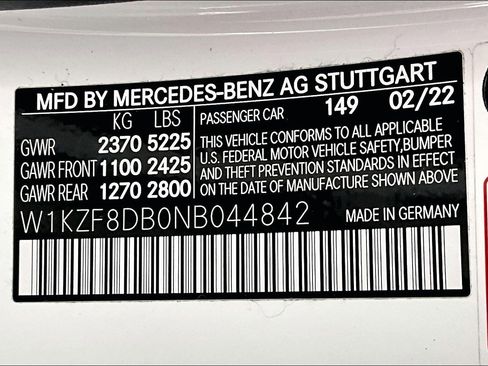 MFD BY MERCEDES-BENZ AG STUTTGART
KG LBS
GVWR 2370 5225
GAWR FRONT 1100 2425
GAWR REAR 1270 2800
PASSENGER CAR 149 02/22
THIS VEHICLE CONFORMS TO ALL APPLICABLE
U.S. FEDERAL MOTOR VEHICLE SAFETY,BUMPER
AND THEFT PREVENTION STANDARDS IN EFFECT
ON THE DATE OF MANUFACTURE SHOWN ABOVE
W1KZF8DB0NB044842 MADE IN GERMANY